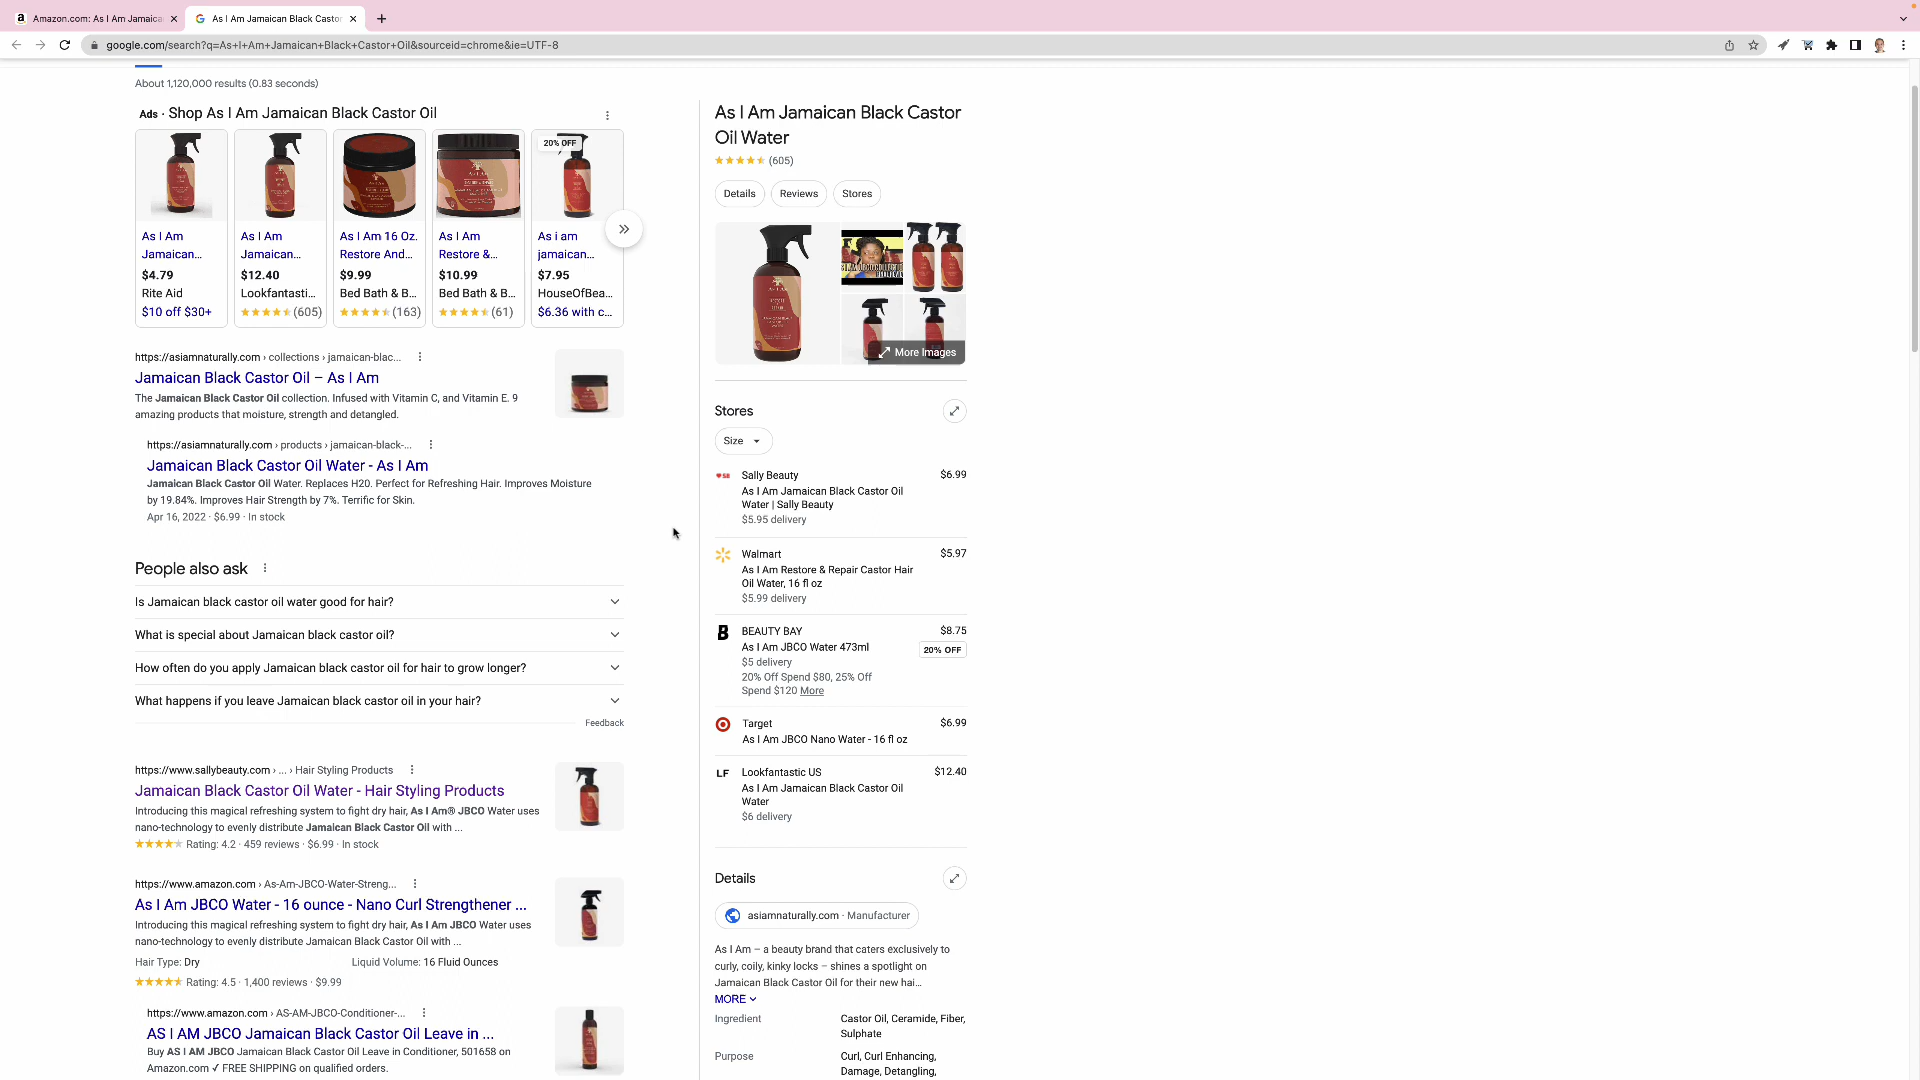 Amazon.com: As I Am Jamaica
As I Am Jamaican Black Castor
google.com/search?q=As+I+Am+Jamaican+Black+Castor+Oil&sourceid=chrome&ie=UTF-8
About 1,120,000 results (0.83 seconds)
Ads · Shop As I Am Jamaican Black Castor Oil
20% OFF
As I Am Jamaican...
$4.79
Rite Aid
$10 off $30+
As I Am Jamaican...
$12.40
Lookfantasti...
(605)
As I Am 16 Oz. Restore And...
$9.99
Bed Bath & B...
(163)
As I Am Restore &...
$10.99
Bed Bath & B...
(61)
As i am jamaican...
$7.95
HouseOfBea...
$6.36 with c...
https://asiamnaturally.com › collections › jamaican-blac...
Jamaican Black Castor Oil – As I Am
The Jamaican Black Castor Oil collection. Infused with Vitamin C, and Vitamin E. 9
amazing products that moisture, strength and detangled.
https://asiamnaturally.com › products › jamaican-black-...
Jamaican Black Castor Oil Water - As I Am
Jamaican Black Castor Oil Water. Replaces H20. Perfect for Refreshing Hair. Improves Moisture
by 19.84%. Improves Hair Strength by 7%. Terrific for Skin.
Apr 16, 2022 · $6.99 · In stock
People also ask
Is Jamaican black castor oil water good for hair?
What is special about Jamaican black castor oil?
How often do you apply Jamaican black castor oil for hair to grow longer?
What happens if you leave Jamaican black castor oil in your hair?
Feedback
https://www.sallybeauty.com › ... › Hair Styling Products
Jamaican Black Castor Oil Water - Hair Styling Products
Introducing this magical refreshing system to fight dry hair, As I Am® JBCO Water uses
nano-technology to evenly distribute Jamaican Black Castor Oil with ...
Rating: 4.2 · 459 reviews · $6.99 · In stock
https://www.amazon.com › As-Am-JBCO-Water-Streng...
As I Am JBCO Water - 16 ounce - Nano Curl Strengthener ...
Introducing this magical refreshing system to fight dry hair, As I Am JBCO Water uses
nano-technology to evenly distribute Jamaican Black Castor Oil with ...
Hair Type: Dry
Liquid Volume: 16 Fluid Ounces
Rating: 4.5 · 1,400 reviews · $9.99
https://www.amazon.com › AS-AM-JBCO-Conditioner-...
AS I AM JBCO Jamaican Black Castor Oil Leave in ...
Buy AS I AM JBCO Jamaican Black Castor Oil Leave in Conditioner, 501658 on
Amazon.com ✓ FREE SHIPPING on qualified orders.
As I Am Jamaican Black Castor
Oil Water
(605)
Details
Reviews
Stores
More Images
Stores
Size
Sally Beauty
$6.99
As I Am Jamaican Black Castor Oil
Water | Sally Beauty
$5.95 delivery
Walmart
$5.97
As I Am Restore & Repair Castor Hair
Oil Water, 16 fl oz
$5.99 delivery
BEAUTY BAY
$8.75
As I Am JBCO Water 473ml
20% OFF
$5 delivery
20% Off Spend $80, 25% Off
Spend $120 More
Target
$6.99
As I Am JBCO Nano Water - 16 fl oz
LF
Lookfantastic US
$12.40
As I Am Jamaican Black Castor Oil
Water
$6 delivery
Details
asiamnaturally.com · Manufacturer
As I Am – a beauty brand that caters exclusively to
curly, coily, kinky locks – shines a spotlight on
Jamaican Black Castor Oil for their new hai...
MORE
Ingredient
Castor Oil, Ceramide, Fiber,
Sulphate
Purpose
Curl, Curl Enhancing,
Damage, Detangling,